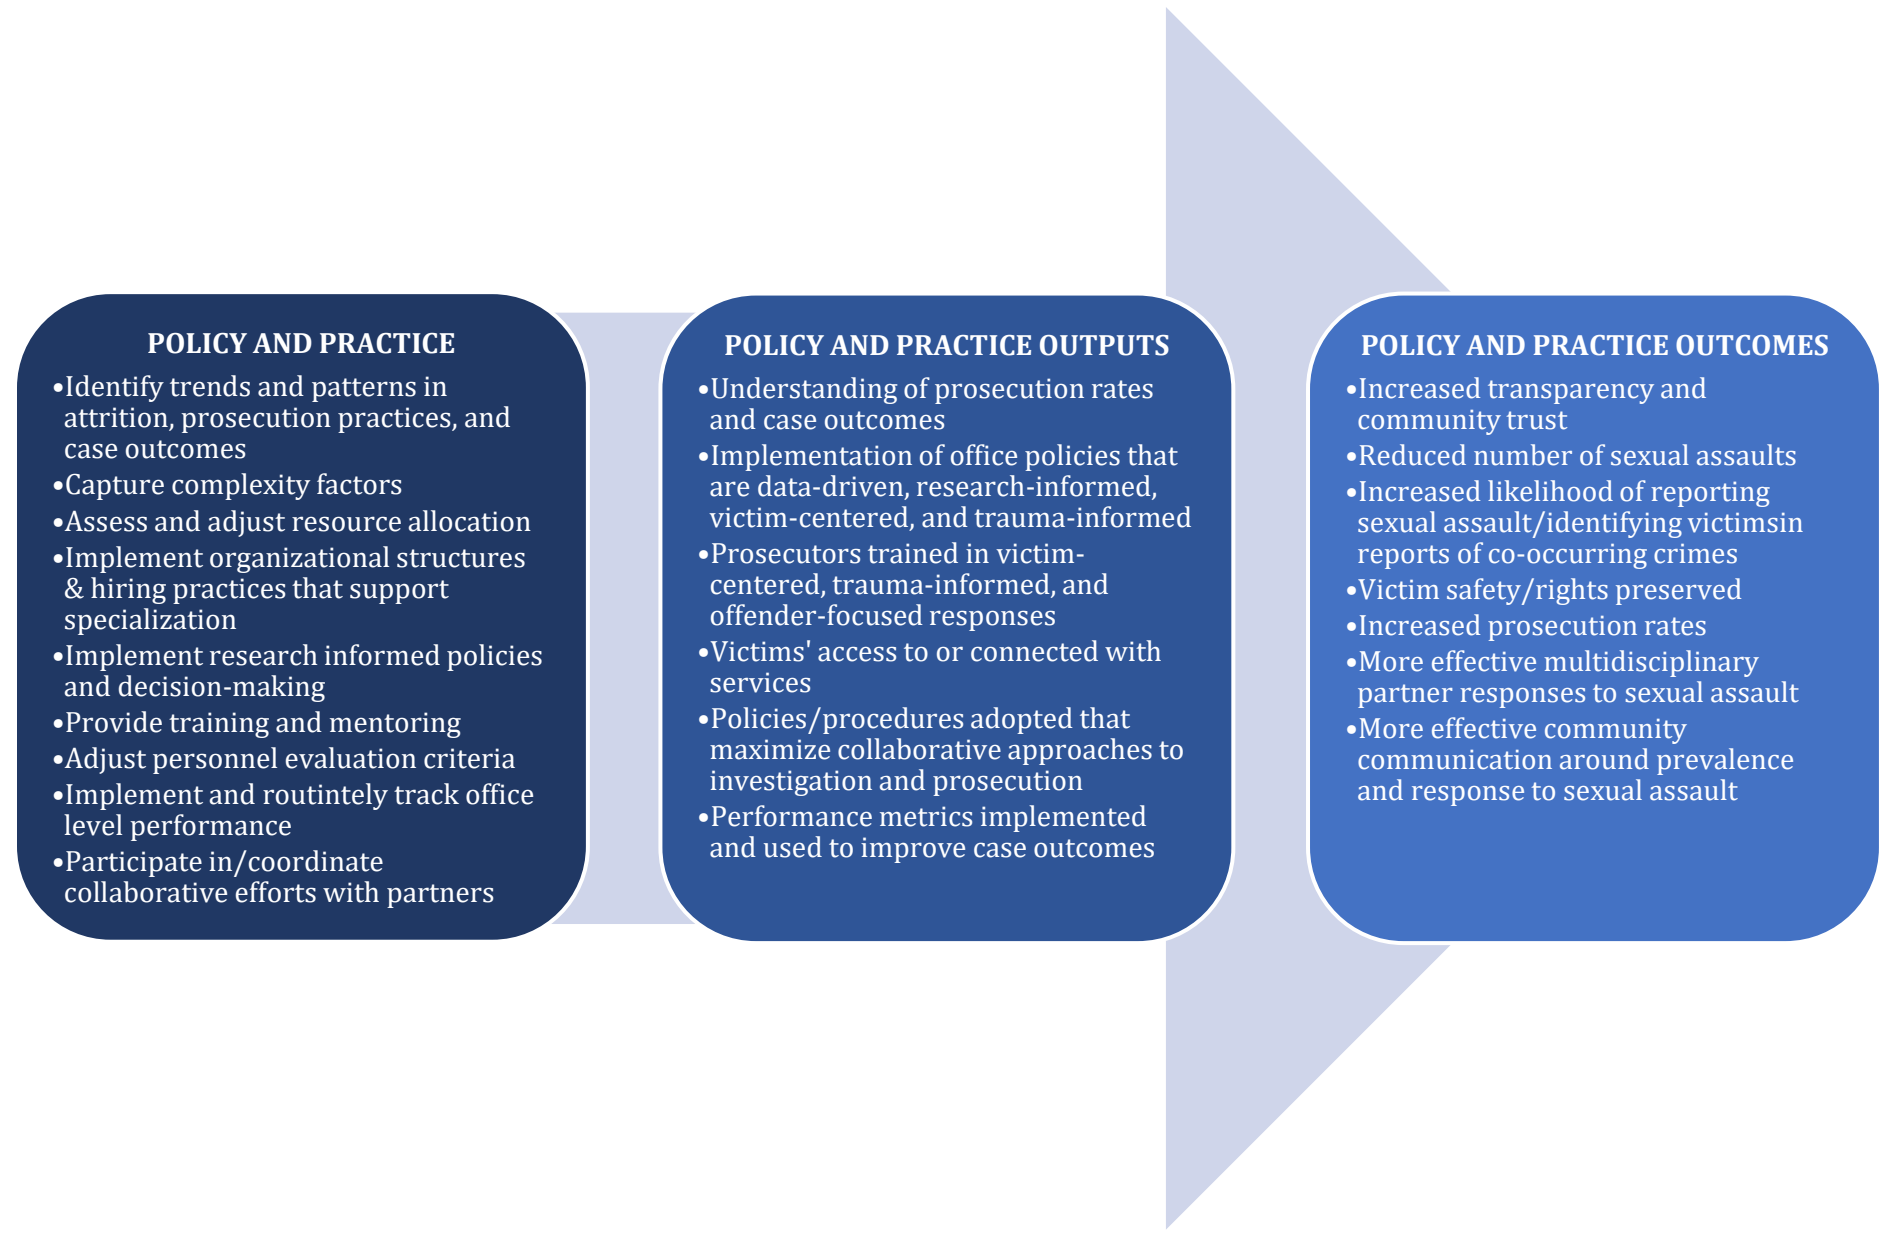 POLICY AND PRACTICE
•Identify trends and patterns in
attrition, prosecution practices, and
case outcomes
•Capture complexity factors
•Assess and adjust resource allocation
•Implement organizational structures
& hiring practices that support
specialization
•Implement research informed policies
and decision-making
•Provide training and mentoring
•Adjust personnel evaluation criteria
•Implement and routintely track office
level performance
•Participate in/coordinate
collaborative efforts with partners
POLICY AND PRACTICE OUTPUTS
•Understanding of prosecution rates
and case outcomes
•Implementation of office policies that
are data-driven, research-informed,
victim-centered, and trauma-informed
•Prosecutors trained in victim-
centered, trauma-informed, and
offender-focused responses
•Victims' access to or connected with
services
•Policies/procedures adopted that
maximize collaborative approaches to
investigation and prosecution
•Performance metrics implemented
and used to improve case outcomes
POLICY AND PRACTICE OUTCOMES
•Increased transparency and
community trust
•Reduced number of sexual assaults
•Increased likelihood of reporting
sexual assault/identifying victimsin
reports of co-occurring crimes
•Victim safety/rights preserved
•Increased prosecution rates
•More effective multidisciplinary
partner responses to sexual assault
•More effective community
communication around prevalence
and response to sexual assault